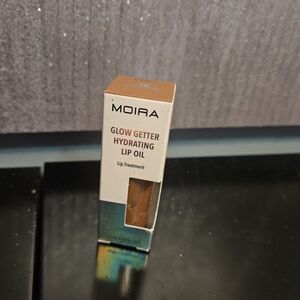 MOIRA
GLOW GETTER
HYDRATING
LIP OIL
Lip Treatment